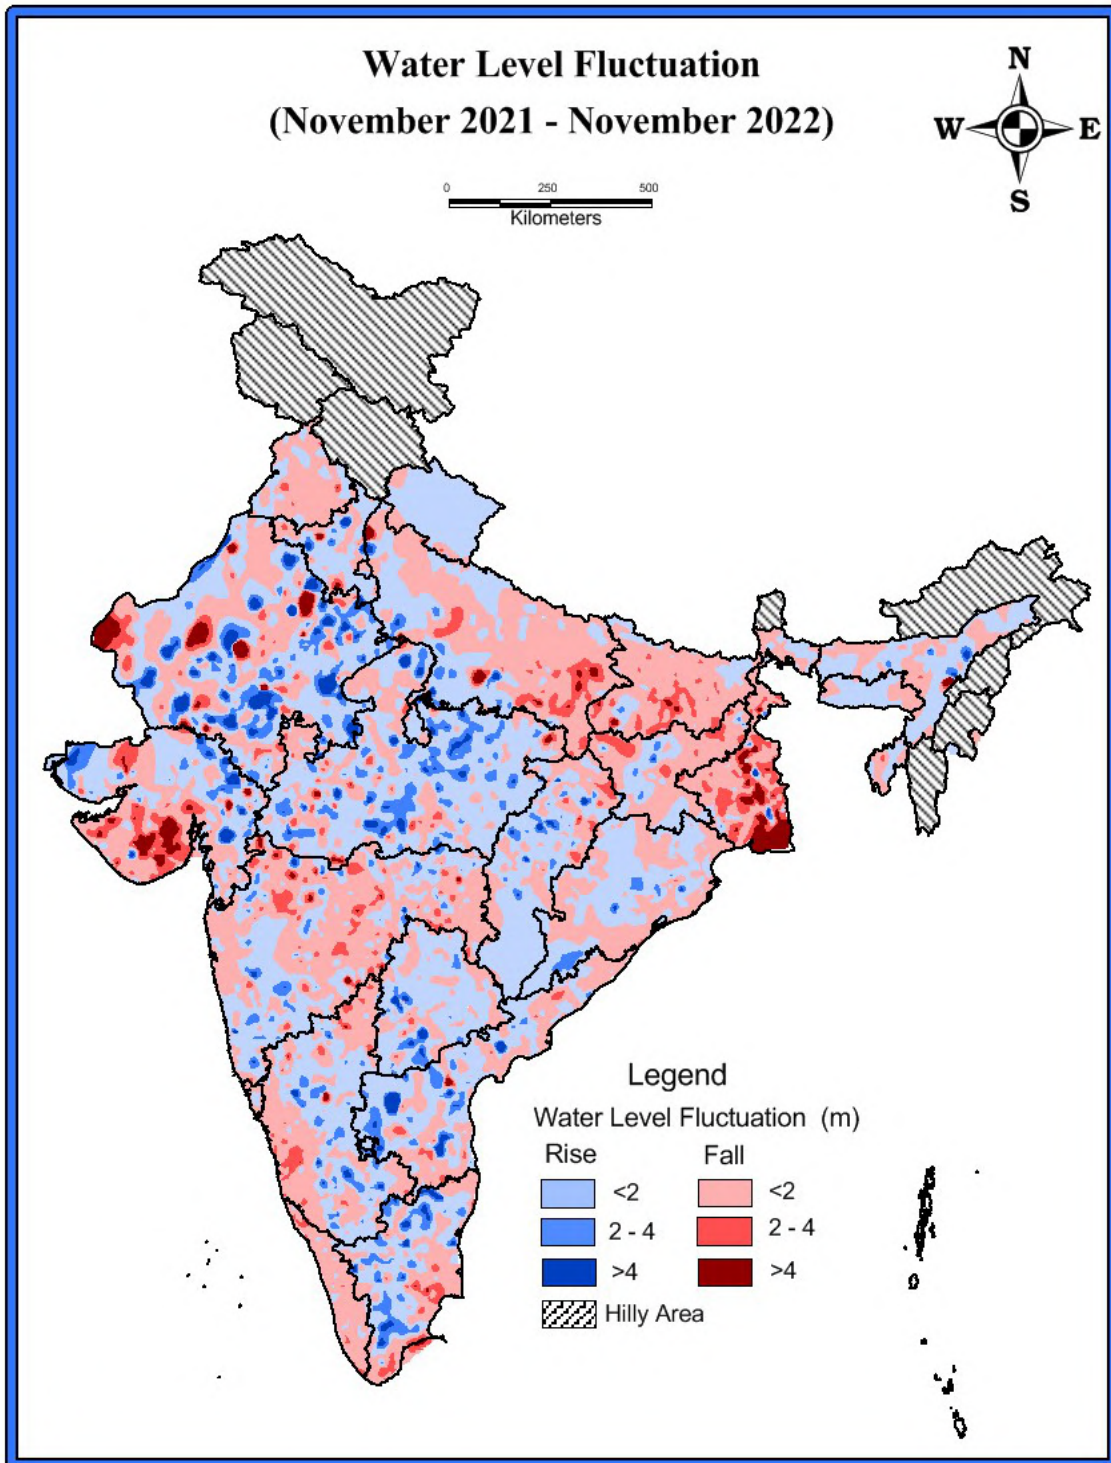 Water Level Fluctuation
(November 2021 - November 2022)
N
W E
S
0 250 500
Kilometers
Legend
Water Level Fluctuation (m)
Rise Fall
<2 <2
2 - 4 2 - 4
>4 >4
Hilly Area